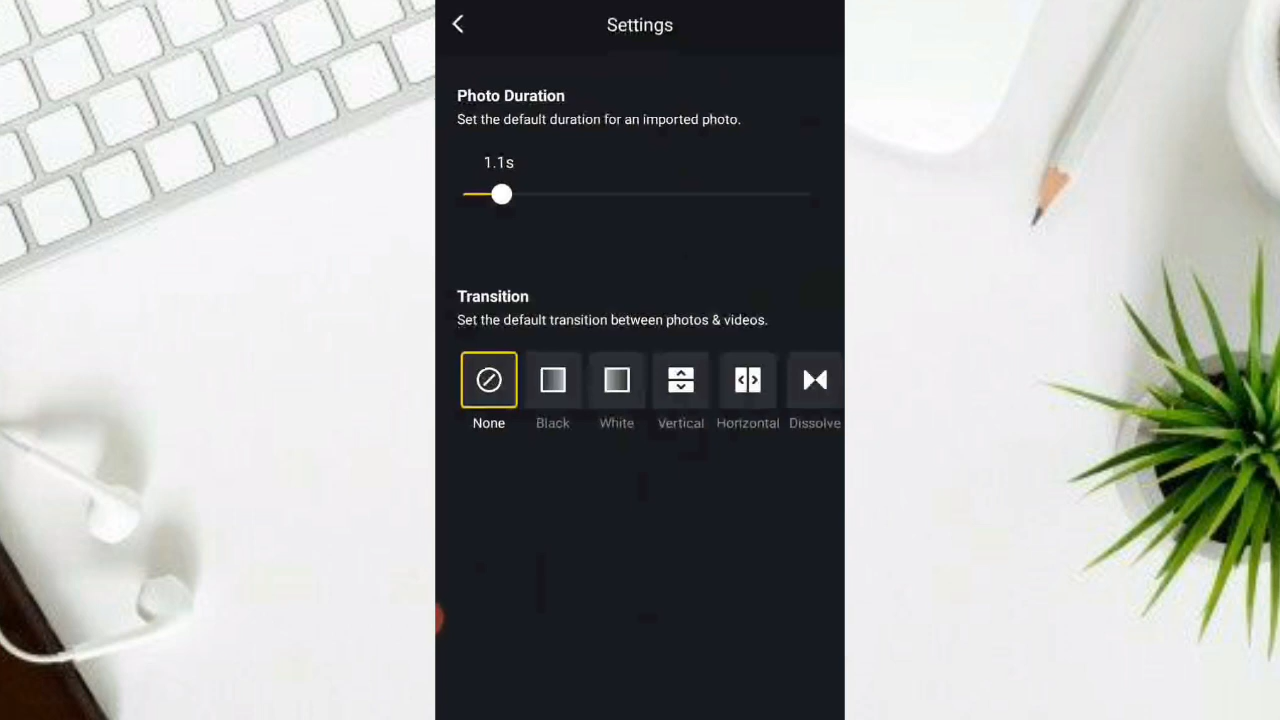 Settings
Photo Duration
Set the default duration for an imported photo.
1.1s
Transition
Set the default transition between photos & videos.
None Black White Vertical Horizontal Dissolve